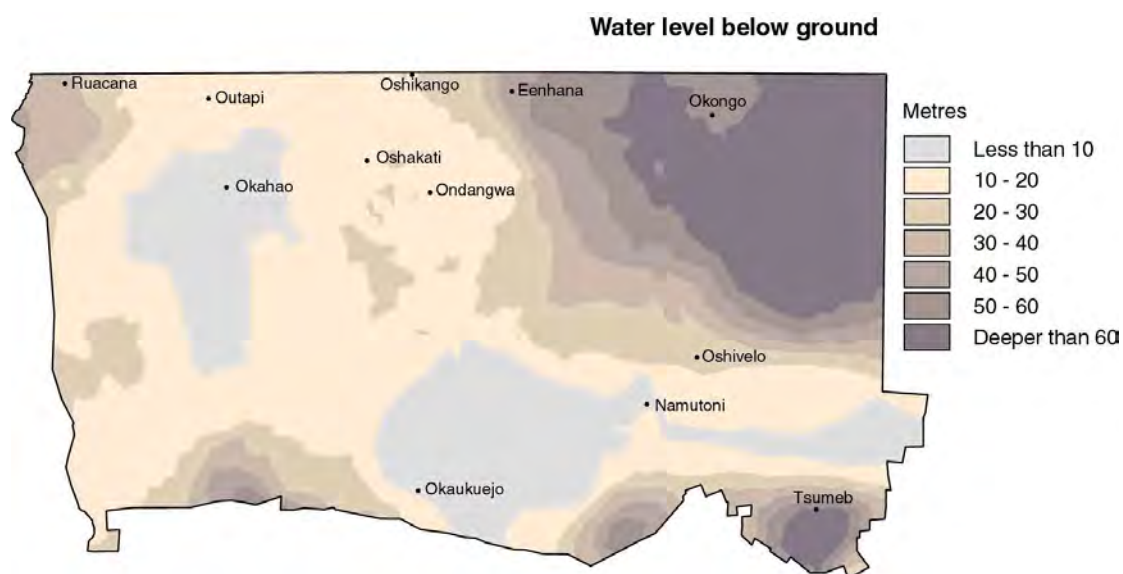 Water level below ground
Ruacana
Outapi
Oshikango
Eenhana
Okongo
Oshakati
Okahao
Ondangwa
Oshivelo
Namutoni
Okaukuejo
Tsumeb
Metres
Less than 10
10 - 20
20 - 30
30 - 40
40 - 50
50 - 60
Deeper than 60